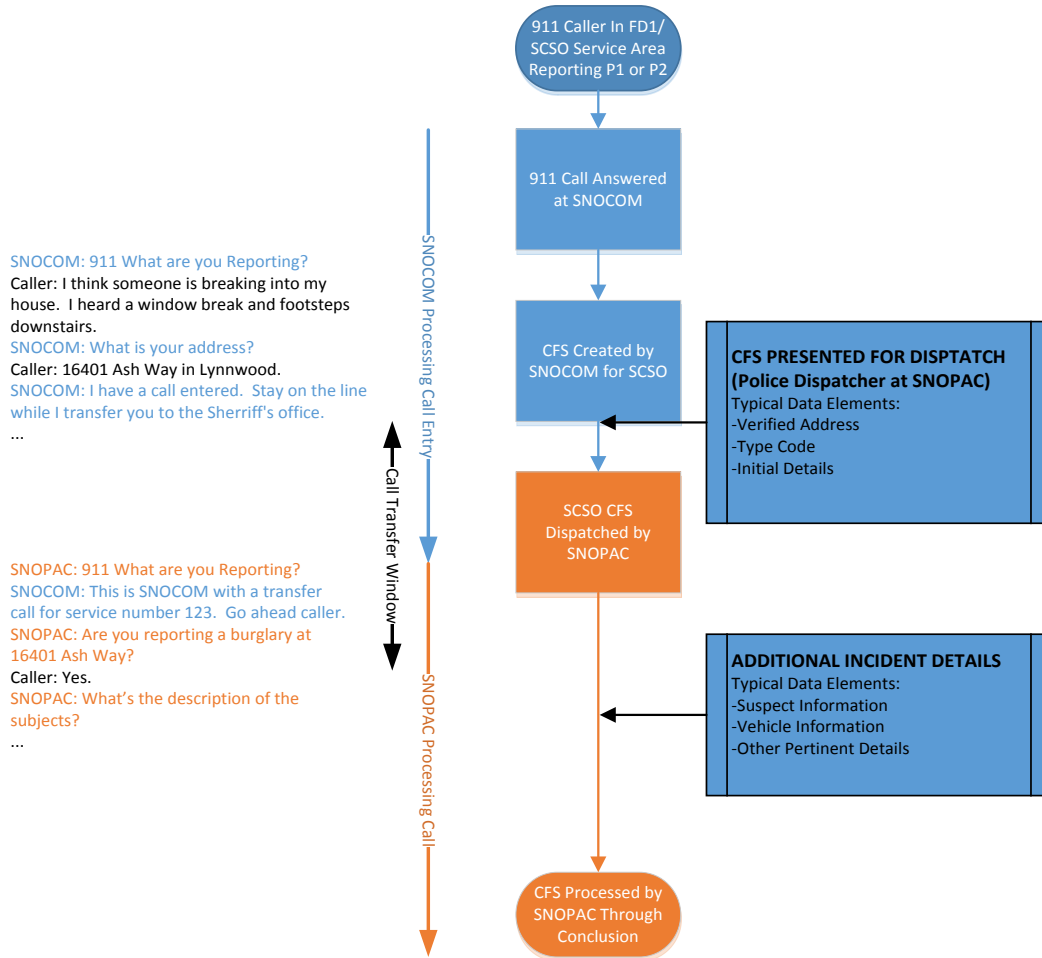 911 Caller In FD1/
SCSO Service Area
Reporting P1 or P2
911 Call Answered
at SNOCOM
SNOCOM Processing Call Entry
SNOCOM: 911 What are you Reporting?
Caller: I think someone is breaking into my
house.  I heard a window break and footsteps
downstairs.
SNOCOM: What is your address?
Caller: 16401 Ash Way in Lynnwood.
SNOCOM: I have a call entered.  Stay on the line
while I transfer you to the Sherriff's office.
...
CFS Created by
SNOCOM for SCSO
CFS PRESENTED FOR DISPTATCH
(Police Dispatcher at SNOPAC)
Typical Data Elements:
-Verified Address
-Type Code
-Initial Details
Call Transfer Window
SCSO CFS
Dispatched by
SNOPAC
SNOPAC: 911 What are you Reporting?
SNOCOM: This is SNOCOM with a transfer
call for service number 123.  Go ahead caller.
SNOPAC: Are you reporting a burglary at
16401 Ash Way?
Caller: Yes.
SNOPAC: What's the description of the
subjects?
...
SNOPAC Processing Call
ADDITIONAL INCIDENT DETAILS
Typical Data Elements:
-Suspect Information
-Vehicle Information
-Other Pertinent Details
CFS Processed by
SNOPAC Through
Conclusion